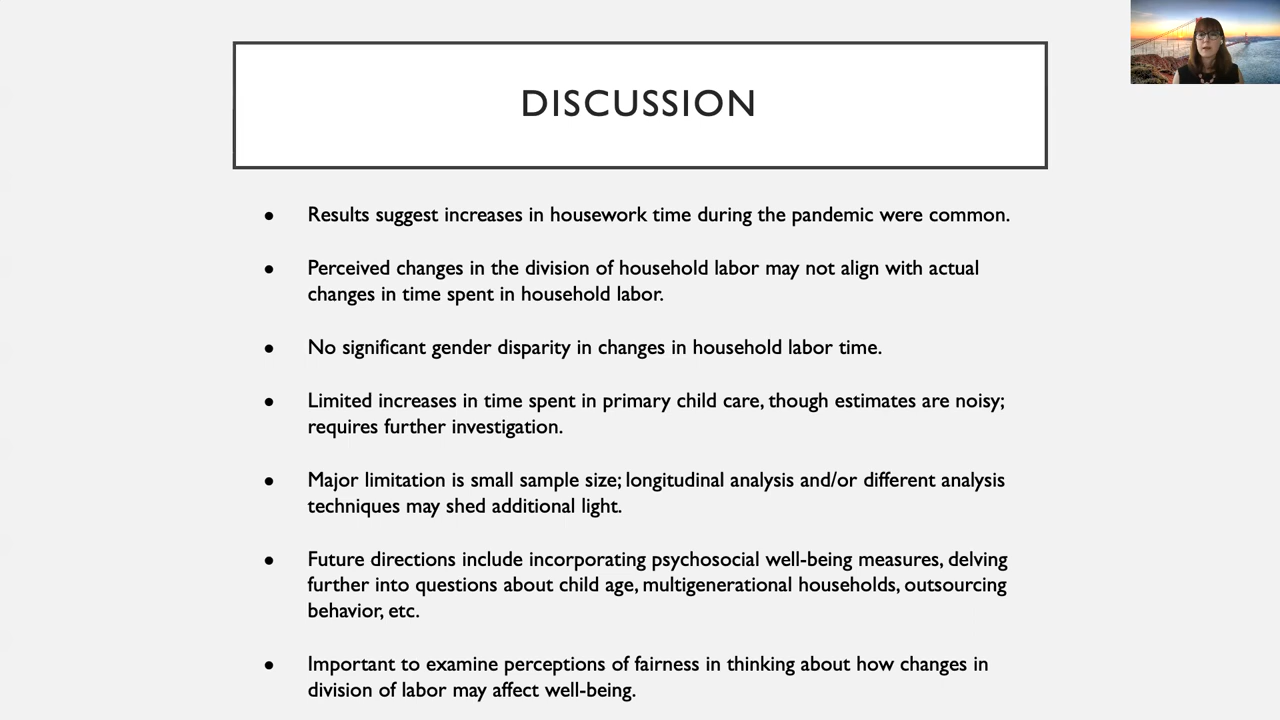 DISCUSSION
● Results suggest increases in housework time during the pandemic were common.
● Perceived changes in the division of household labor may not align with actual
changes in time spent in household labor.
● No significant gender disparity in changes in household labor time.
● Limited increases in time spent in primary child care, though estimates are noisy;
requires further investigation.
● Major limitation is small sample size; longitudinal analysis and/or different analysis
techniques may shed additional light.
● Future directions include incorporating psychosocial well-being measures, delving
further into questions about child age, multigenerational households, outsourcing
behavior, etc.
● Important to examine perceptions of fairness in thinking about how changes in
division of labor may affect well-being.